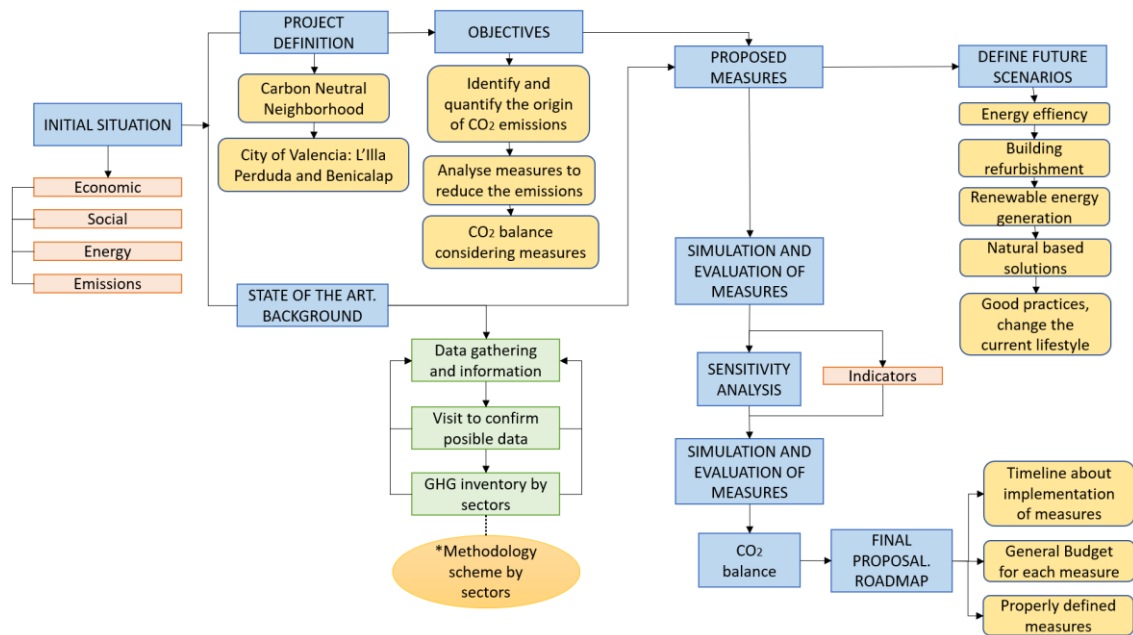 PROJECT
DEFINITION
OBJECTIVES
PROPOSED
MEASURES
DEFINE FUTURE
SCENARIOS
Carbon Neutral
Neighborhood
Identify and
quantify the origin
of CO₂ emissions
Energy effiency
INITIAL SITUATION
City of Valencia: L'Illa
Perduda and Benicalap
Analyse measures to
reduce the emissions
Building
refurbishment
Economic
Social
Energy
Emissions
CO₂ balance
considering measures
Renewable energy
generation
Natural based
solutions
Good practices,
change the
current lifestyle
STATE OF THE ART.
BACKGROUND
SIMULATION AND
EVALUATION OF
MEASURES
Data gathering
and information
SENSITIVITY
ANALYSIS
Indicators
Visit to confirm
posible data
GHG inventory by
sectors
SIMULATION AND
EVALUATION OF
MEASURES
*Methodology
scheme by
sectors
CO₂
balance
FINAL
PROPOSAL.
ROADMAP
Timeline about
implementation
of measures
General Budget
for each measure
Properly defined
measures